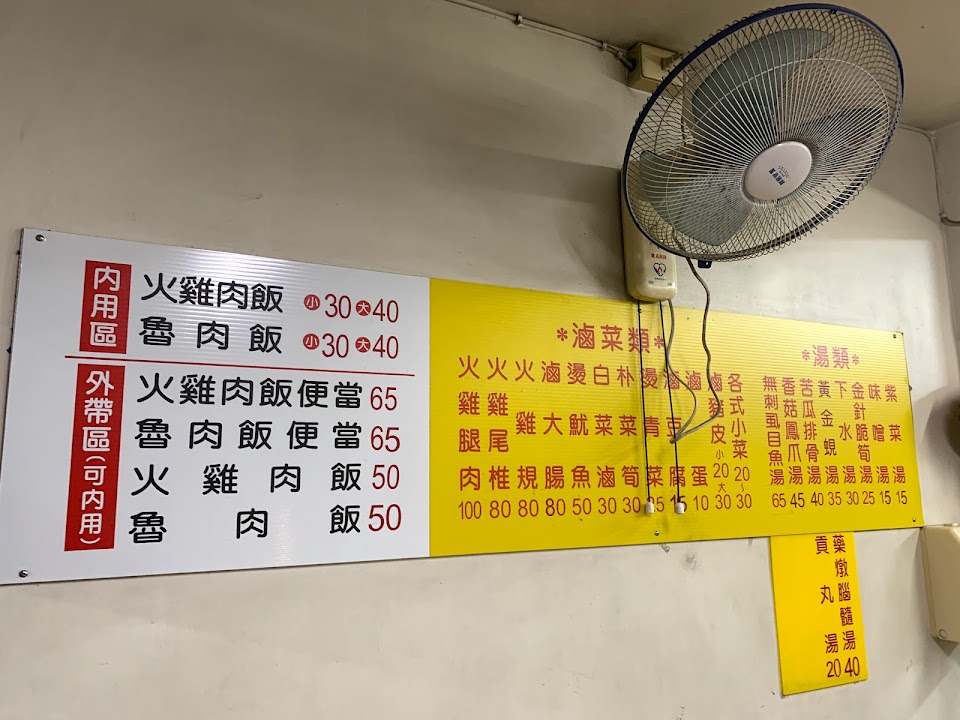 內用區
火雞肉飯 小30 大40
魯肉飯 小30 大40
外帶區(可內用)
火雞肉飯便當 65
魯肉飯便當 65
火雞肉飯 50
魯肉飯 50
*滷菜類*
火雞腿肉 100
火雞尾椎 80
火雞規 80
滷大腸 80
燙魷魚 50
白菜滷 30
朴菜筍 30
燙青菜
滷豆腐 15
滷蛋 10
滷豬皮 小20 大30
各式小菜 20~30
*湯類*
無刺虱目魚湯 65
香菇鳳爪湯 45
苦瓜排骨湯 40
黃金蜆湯 35
下水湯 30
金針脆筍湯 25
味噌湯 15
紫菜湯 15
藥燉腦髓湯 40
貢丸湯 20